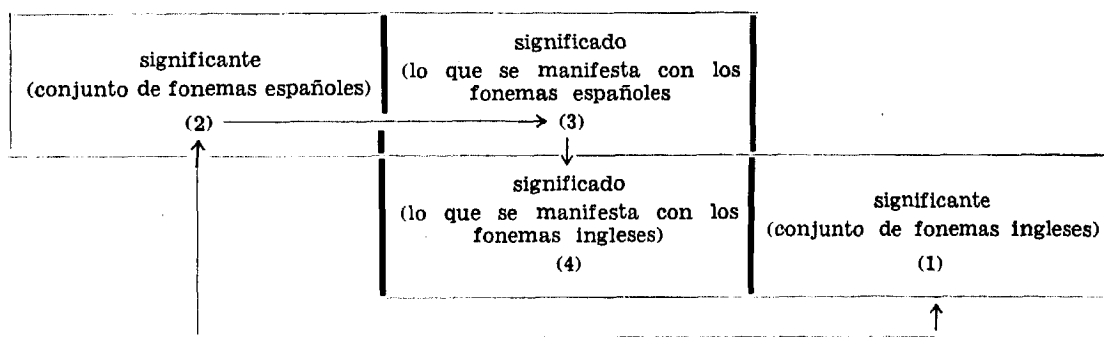 significante
(conjunto de fonemas españoles)
(2)
significado
(lo que se manifesta con los
fonemas españoles
(3)
significado
(lo que se manifesta con los
fonemas ingleses)
(4)
significante
(conjunto de fonemas ingleses)
(1)